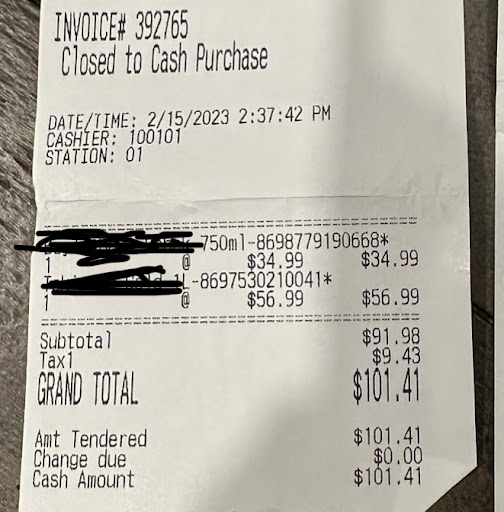 INVOICE# 392765
Closed to Cash Purchase
DATE/TIME: 2/15/2023 2:37:42 PM
CASHIER: 100101
STATION: 01
750ml-8698779190668*
1 @ $34.99 $34.99
1L-8697530210041*
1 @ $56.99 $56.99
Subtotal $91.98
Tax1 $9.43
GRAND TOTAL $101.41
Amt Tendered $101.41
Change due $0.00
Cash Amount $101.41